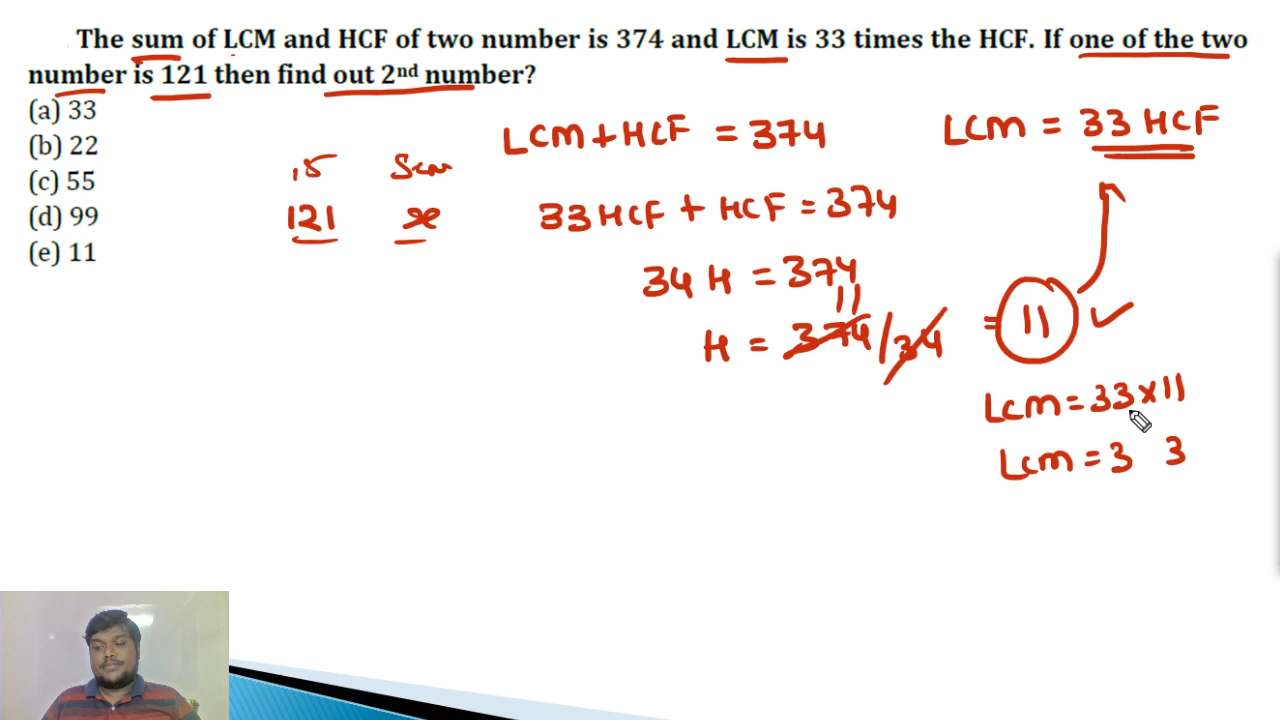 The sum of LCM and HCF of two number is 374 and LCM is 33 times the HCF. If one of the two
number is 121 then find out 2nd number?
(a) 33
(b) 22
(c) 55
(d) 99
(e) 11
121 x
LCM + HCF = 374
33 HCF + HCF = 374
34 H = 374
11
H = 374/34 = 11
LCM = 33 HCF
LCM = 33 × 11
LCM = 3 3